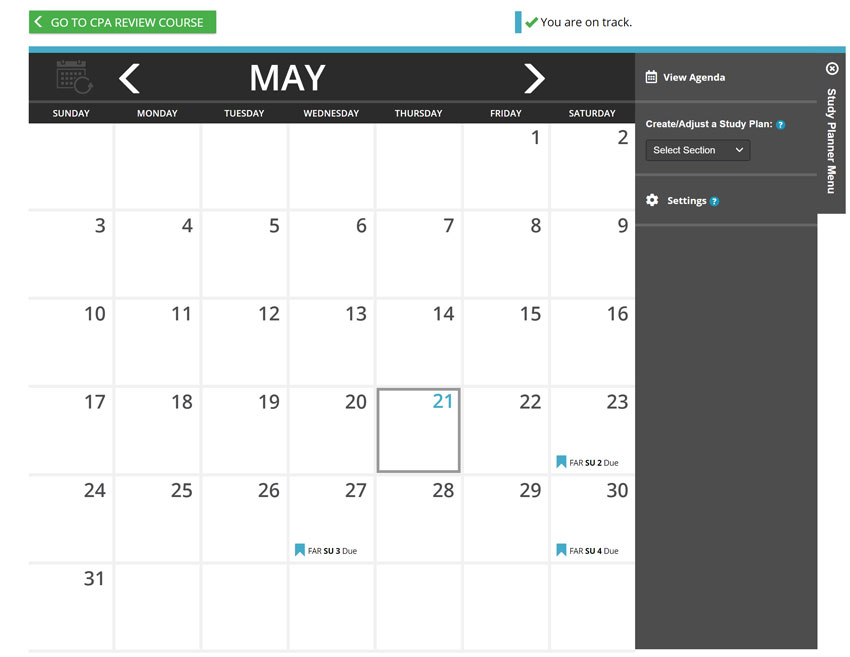 GO TO CPA REVIEW COURSE
You are on track.
MAY
SUNDAY MONDAY TUESDAY WEDNESDAY THURSDAY FRIDAY SATURDAY
1 2
3 4 5 6 7 8 9
10 11 12 13 14 15 16
17 18 19 20 21 22 23
FAR SU 2 Due
24 25 26 27 28 29 30
FAR SU 3 Due FAR SU 4 Due
31
View Agenda
Create/Adjust a Study Plan: ?
Select Section
Settings ?
Study Planner Menu